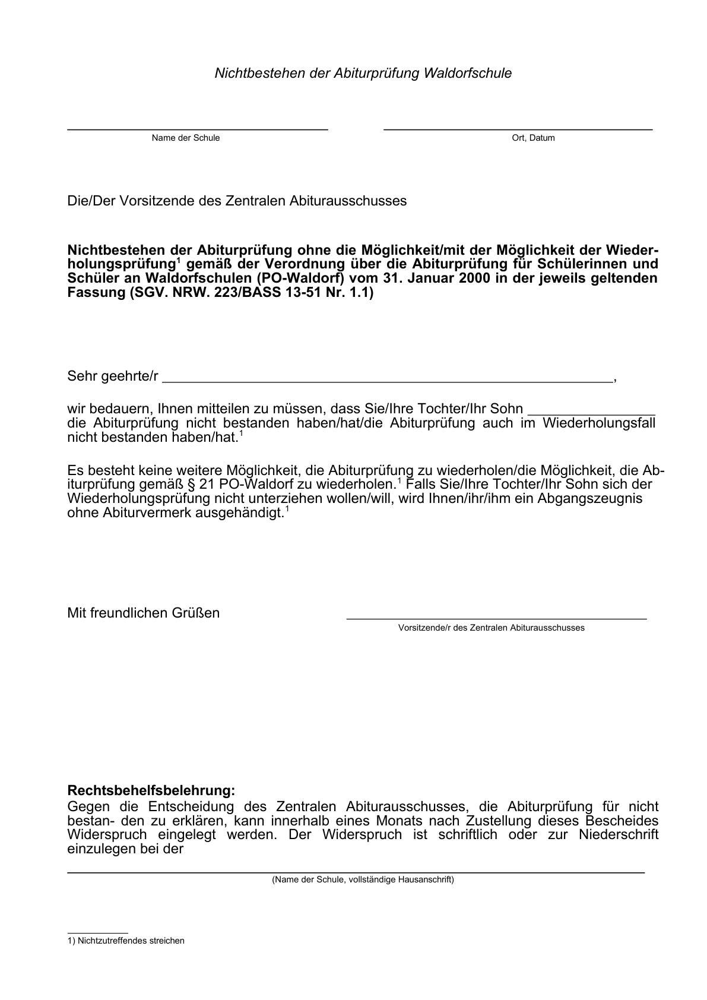 Nichtbestehen der Abiturprüfung Waldorfschule
Name der Schule
Ort, Datum
Die/Der Vorsitzende des Zentralen Abiturausschusses
Nichtbestehen der Abiturprüfung ohne die Möglichkeit/mit der Möglichkeit der Wieder-
holungsprüfung¹ gemäß der Verordnung über die Abiturprüfung für Schülerinnen und
Schüler an Waldorfschulen (PO-Waldorf) vom 31. Januar 2000 in der jeweils geltenden
Fassung (SGV. NRW. 223/BASS 13-51 Nr. 1.1)
Sehr geehrte/r ________________________________________________________,
wir bedauern, Ihnen mitteilen zu müssen, dass Sie/Ihre Tochter/Ihr Sohn ________________
die Abiturprüfung nicht bestanden haben/hat/die Abiturprüfung auch im Wiederholungsfall
nicht bestanden haben/hat.¹
Es besteht keine weitere Möglichkeit, die Abiturprüfung zu wiederholen/die Möglichkeit, die Ab-
iturprüfung gemäß § 21 PO-Waldorf zu wiederholen.¹ Falls Sie/Ihre Tochter/Ihr Sohn sich der
Wiederholungsprüfung nicht unterziehen wollen/will, wird Ihnen/ihr/ihm ein Abgangszeugnis
ohne Abiturvermerk ausgehändigt.¹
Mit freundlichen Grüßen
Vorsitzende/r des Zentralen Abiturausschusses
Rechtsbehelfsbelehrung:
Gegen die Entscheidung des Zentralen Abiturausschusses, die Abiturprüfung für nicht
bestan- den zu erklären, kann innerhalb eines Monats nach Zustellung dieses Bescheides
Widerspruch eingelegt werden. Der Widerspruch ist schriftlich oder zur Niederschrift
einzulegen bei der
(Name der Schule, vollständige Hausanschrift)
1) Nichtzutreffendes streichen